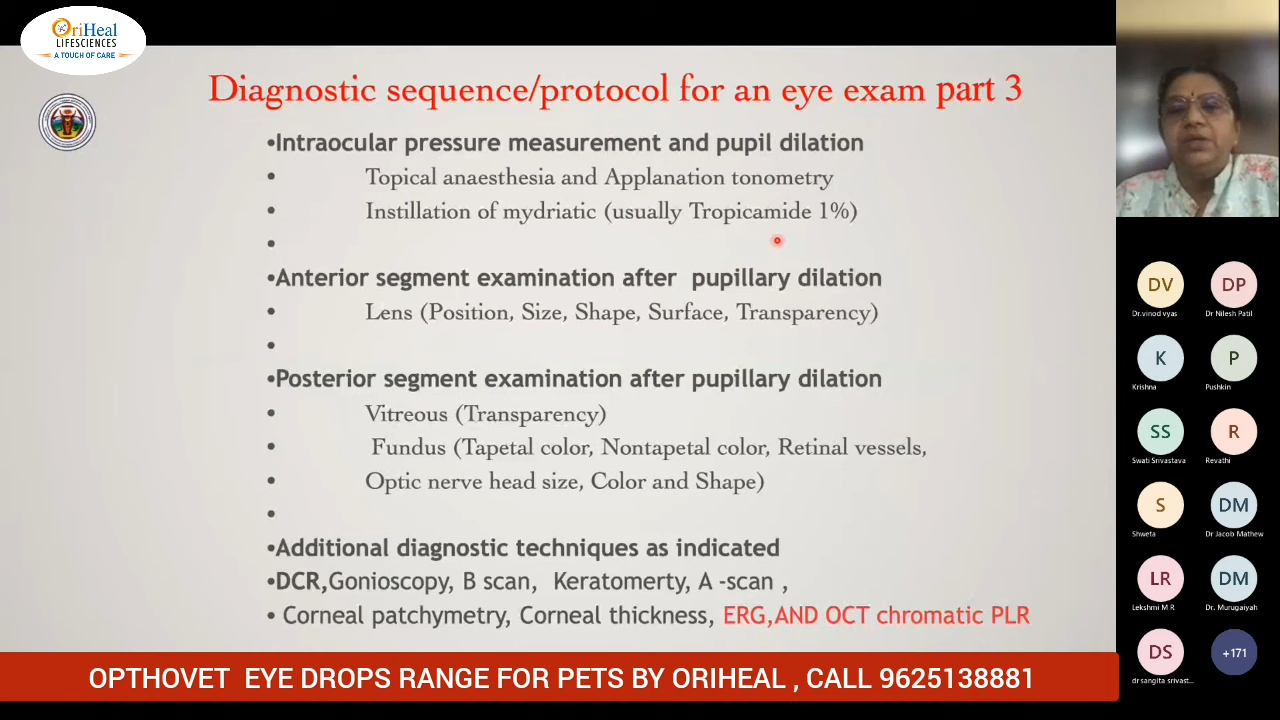 OriHeal
LIFESCIENCES
A TOUCH OF CARE
Diagnostic sequence/protocol for an eye exam part 3
•Intraocular pressure measurement and pupil dilation
• Topical anaesthesia and Applanation tonometry
• Instillation of mydriatic (usually Tropicamide 1%)
•
•Anterior segment examination after pupillary dilation
• Lens (Position, Size, Shape, Surface, Transparency)
•
•Posterior segment examination after pupillary dilation
• Vitreous (Transparency)
• Fundus (Tapetal color, Nontapetal color, Retinal vessels,
• Optic nerve head size, Color and Shape)
•
•Additional diagnostic techniques as indicated
•DCR,Gonioscopy, B scan, Keratomerty, A -scan ,
• Corneal patchymetry, Corneal thickness, ERG,AND OCT chromatic PLR
DV DP
Dr.vinod vyas Dr Nilesh Patil
K P
Krishna Pushkin
SS R
Swati Srivastava Revathi
S DM
Shweta Dr Jacob Mathew
LR DM
Lekshmi M R Dr. Murugaiyah
DS +171
dr sangita srivast...
OPTHOVET EYE DROPS RANGE FOR PETS BY ORIHEAL , CALL 9625138881